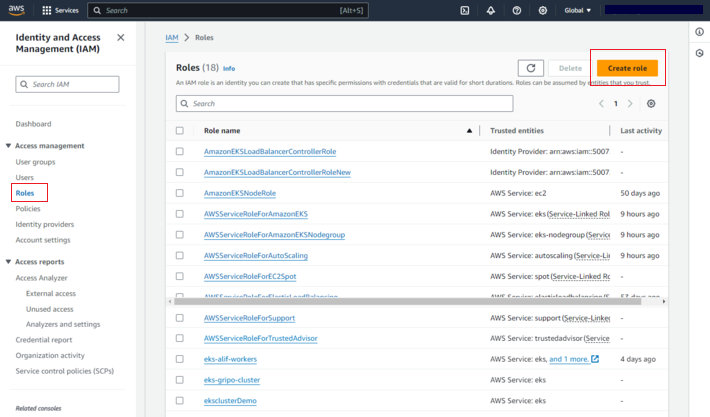 aws
Services
Search
[Alt+S]
Global
Identity and Access
Management (IAM)
Search IAM
Dashboard
Access management
User groups
Users
Roles
Policies
Identity providers
Account settings
Access reports
Access Analyzer
External access
Unused access
Analyzers and settings
Credential report
Organization activity
Service control policies (SCPs)
Related consoles
IAM > Roles
Roles (18) Info
Delete
Create role
An IAM role is an identity you can create that has specific permissions with credentials that are valid for short durations. Roles can be assumed by entities that you trust.
Search
1
Role name Trusted entities Last activity
AmazonEKSLoadBalancerControllerRole Identity Provider: arn:aws:iam::5007 -
AmazonEKSLoadBalancerControllerRoleNew Identity Provider: arn:aws:iam::5007 -
AmazonEKSNodeRole AWS Service: ec2 50 days ago
AWSServiceRoleForAmazonEKS AWS Service: eks (Service-Linked Rol 9 hours ago
AWSServiceRoleForAmazonEKSNodegroup AWS Service: eks-nodegroup (Service 9 hours ago
AWSServiceRoleForAutoScaling AWS Service: autoscaling (Service-Lin 9 hours ago
AWSServiceRoleForEC2Spot AWS Service: spot (Service-Linked Ro -
AWSServiceRoleForElasticLoadBalancing AWS Service: elasticloadbalancing (S 53 days ago
AWSServiceRoleForSupport AWS Service: support (Service-Linked -
AWSServiceRoleForTrustedAdvisor AWS Service: trustedadvisor (Service -
eks-alif-workers AWS Service: eks, and 1 more. 4 days ago
eks-gripo-cluster AWS Service: eks -
eksclusterDemo AWS Service: eks -